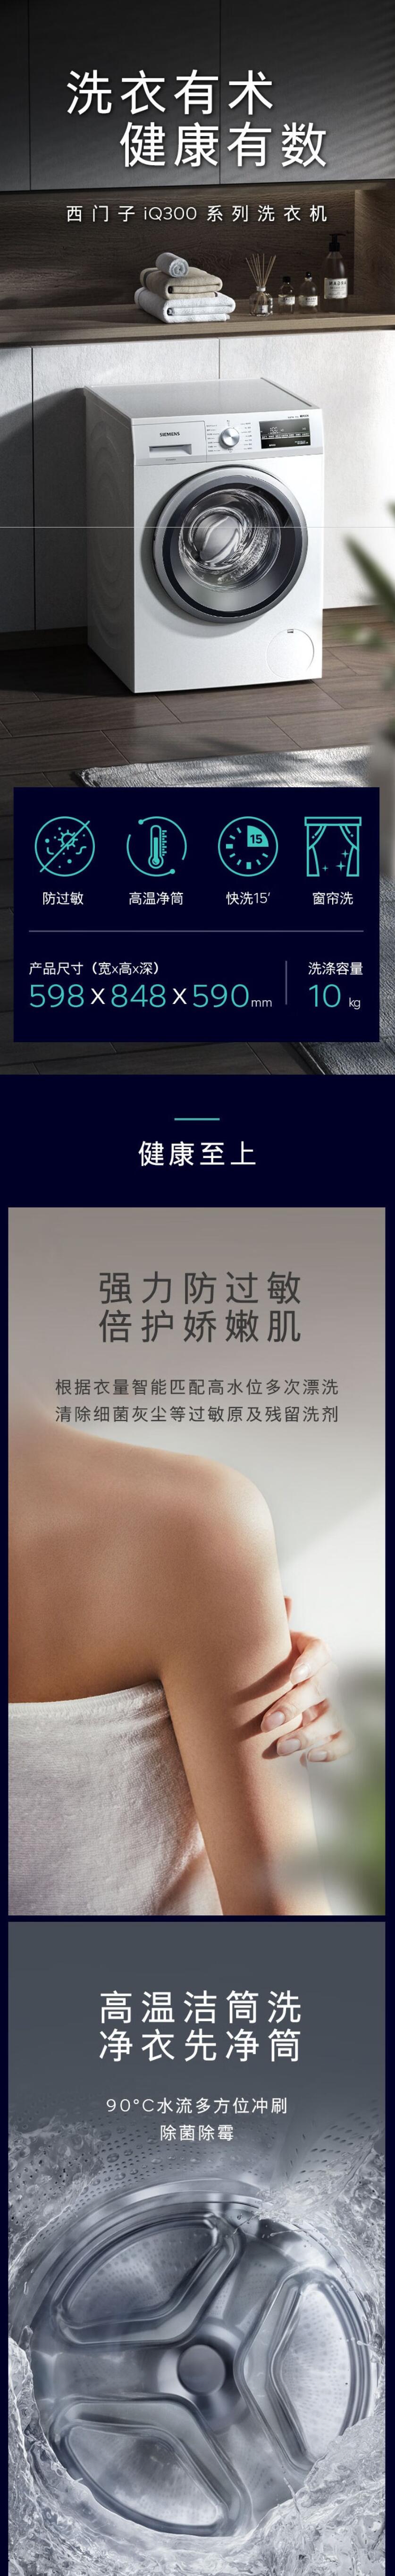 洗衣有术
健康有数
西门子 iQ300 系列洗衣机
SIEMENS
15
防过敏
高温净筒
快洗15'
窗帘洗
产品尺寸（宽x高x深）
洗涤容量
598 x 848 x 590mm
10 kg
健康至上
强力防过敏
倍护娇嫩肌
根据衣量智能匹配高水位多次漂洗
清除细菌灰尘等过敏原及残留洗剂
高温洁筒洗
净衣先净筒
90°C水流多方位冲刷
除菌除霉